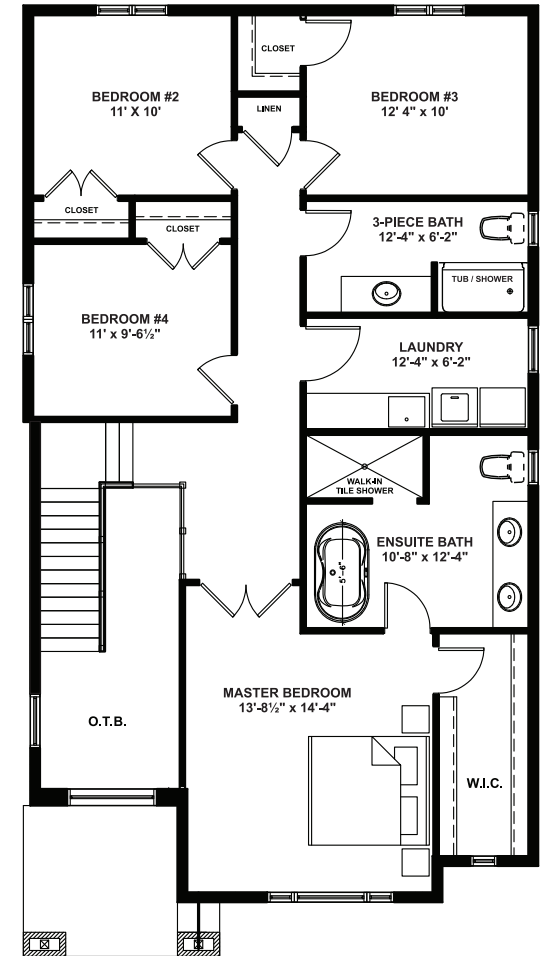 CLOSET
BEDROOM #2
11' X 10'
BEDROOM #3
12' 4" x 10'
LINEN
CLOSET
CLOSET
3-PIECE BATH
12'-4" x 6'-2"
TUB / SHOWER
BEDROOM #4
11' x 9'-6½"
LAUNDRY
12'-4" x 6'-2"
WALK-IN
TILE SHOWER
ENSUITE BATH
10'-8" x 12'-4"
5'-6"
MASTER BEDROOM
13'-8½" x 14'-4"
O.T.B.
W.I.C.